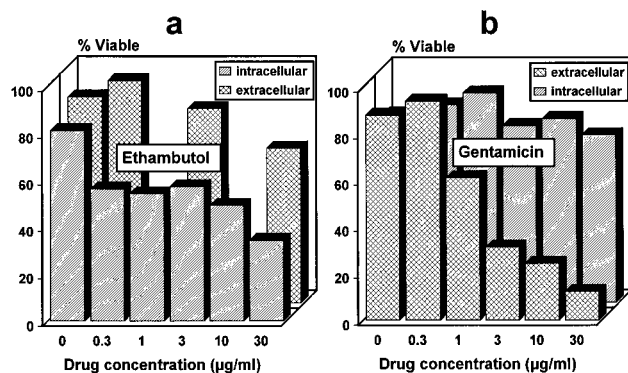 a
% Viable
intracellular
extracellular
100
80
60
40
20
0
Ethambutol
0 0.3 1 3 10 30
Drug concentration (µg/ml)
b
% Viable
extracellular
intracellular
100
80
60
40
20
0
Gentamicin
0 0.3 1 3 10 30
Drug concentration (µg/ml)